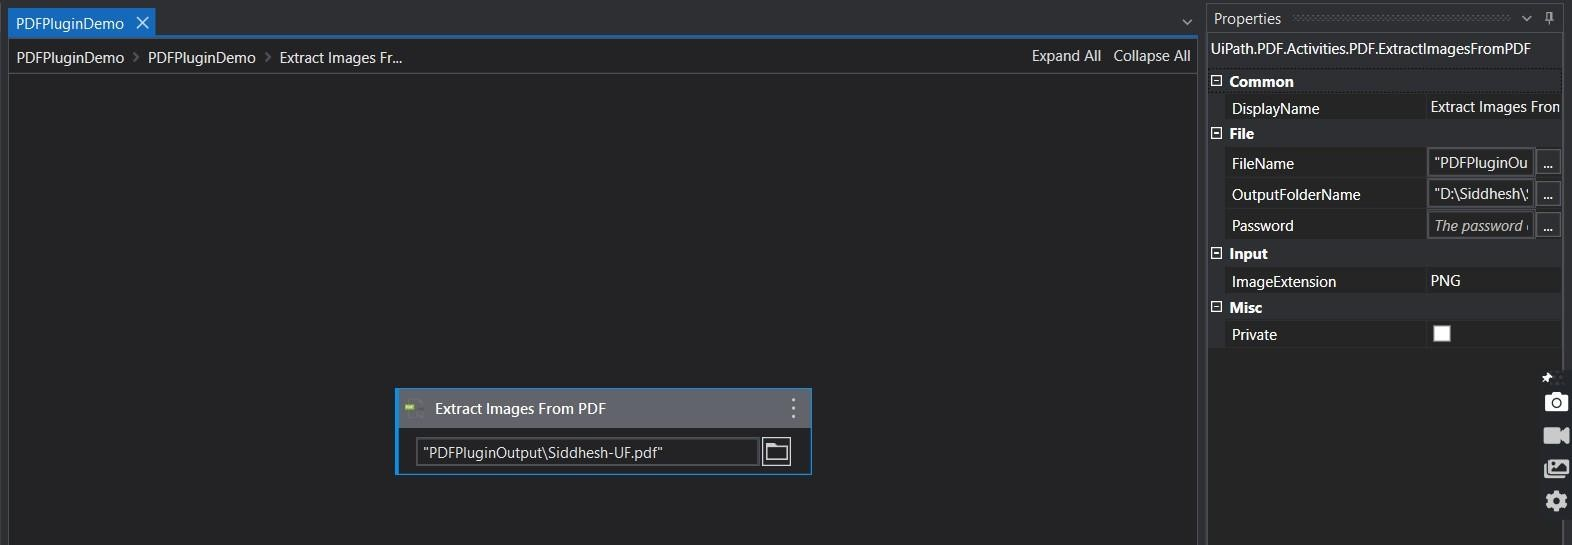 PDFPluginDemo
PDFPluginDemo > PDFPluginDemo > Extract Images Fr... Expand All Collapse All
Extract Images From PDF
"PDFPluginOutput\Siddhesh-UF.pdf"
Properties
UiPath.PDF.Activities.PDF.ExtractImagesFromPDF
Common
DisplayName Extract Images From
File
FileName "PDFPluginOu ...
OutputFolderName "D:\Siddhesh\ ...
Password The password ...
Input
ImageExtension PNG
Misc
Private